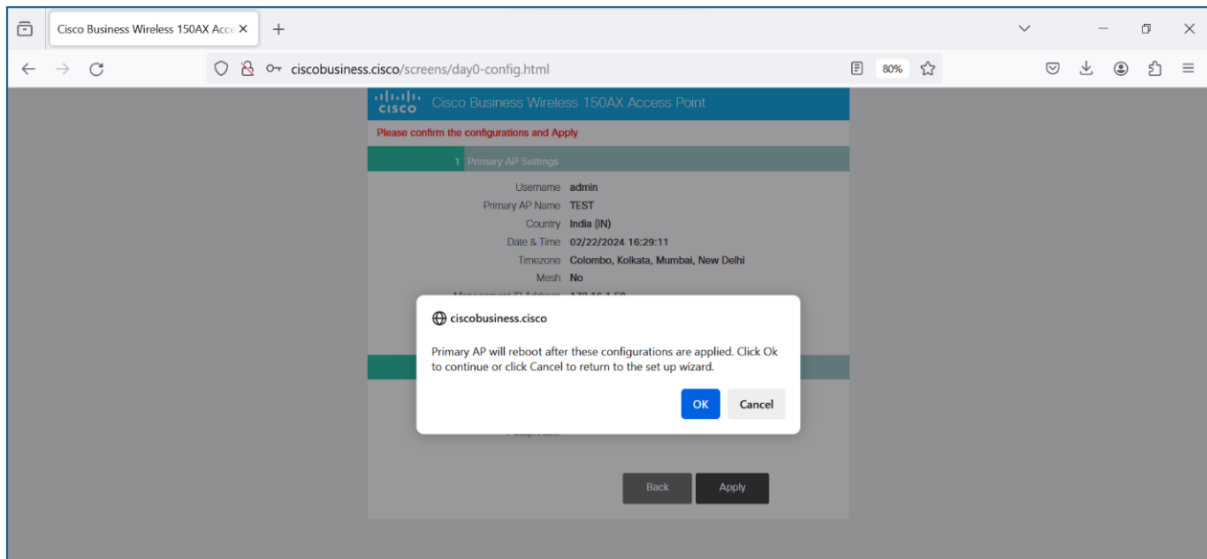 Cisco Business Wireless 150AX Acce
ciscobusiness.cisco/screens/day0-config.html
80%
CISCO Cisco Business Wireless 150AX Access Point
Please confirm the configurations and Apply
1 Primary AP Settings
Username admin
Primary AP Name TEST
Country India (IN)
Date & Time 02/22/2024 16:29:11
Timezone Colombo, Kolkata, Mumbai, New Delhi
Mesh No
ciscobusiness.cisco
Primary AP will reboot after these configurations are applied. Click Ok
to continue or click Cancel to return to the set up wizard.
OK Cancel
Back Apply